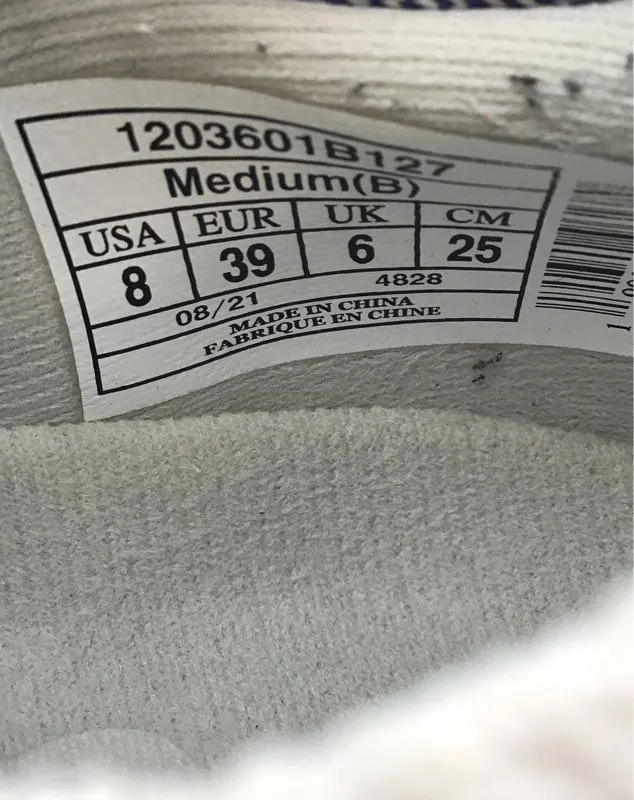 1203601B127
Medium(B)
USA EUR UK CM
8 39 6 25
08/21 4828
MADE IN CHINA
FABRIQUE EN CHINE